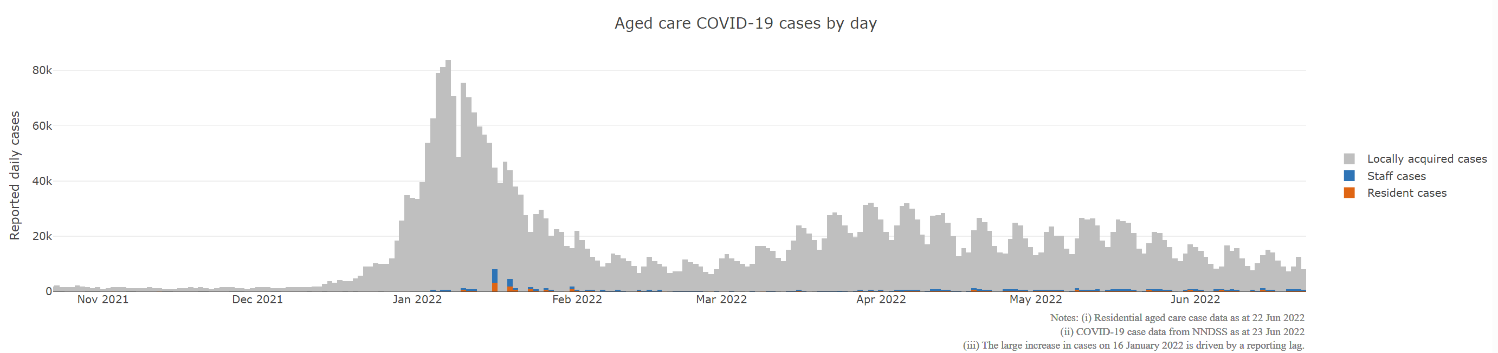 Aged care COVID-19 cases by day
Reported daily cases
80k
60k
40k
20k
0
Nov 2021 Dec 2021 Jan 2022 Feb 2022 Mar 2022 Apr 2022 May 2022 Jun 2022
Locally acquired cases
Staff cases
Resident cases
Notes: (i) Residential aged care case data as at 22 Jun 2022
(ii) COVID-19 case data from NNDSS as at 23 Jun 2022
(iii) The large increase in cases on 16 January 2022 is driven by a reporting lag.